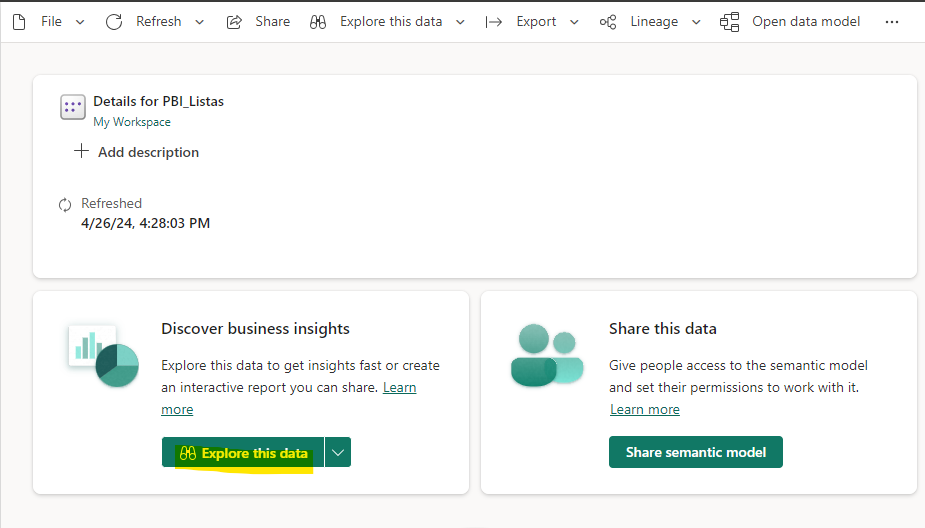 File Refresh Share Explore this data Export Lineage Open data model ...
Details for PBI_Listas
My Workspace
Add description
Refreshed
4/26/24, 4:28:03 PM
Discover business insights
Explore this data to get insights fast or create
an interactive report you can share. Learn
more
Explore this data
Share this data
Give people access to the semantic model
and set their permissions to work with it.
Learn more
Share semantic model